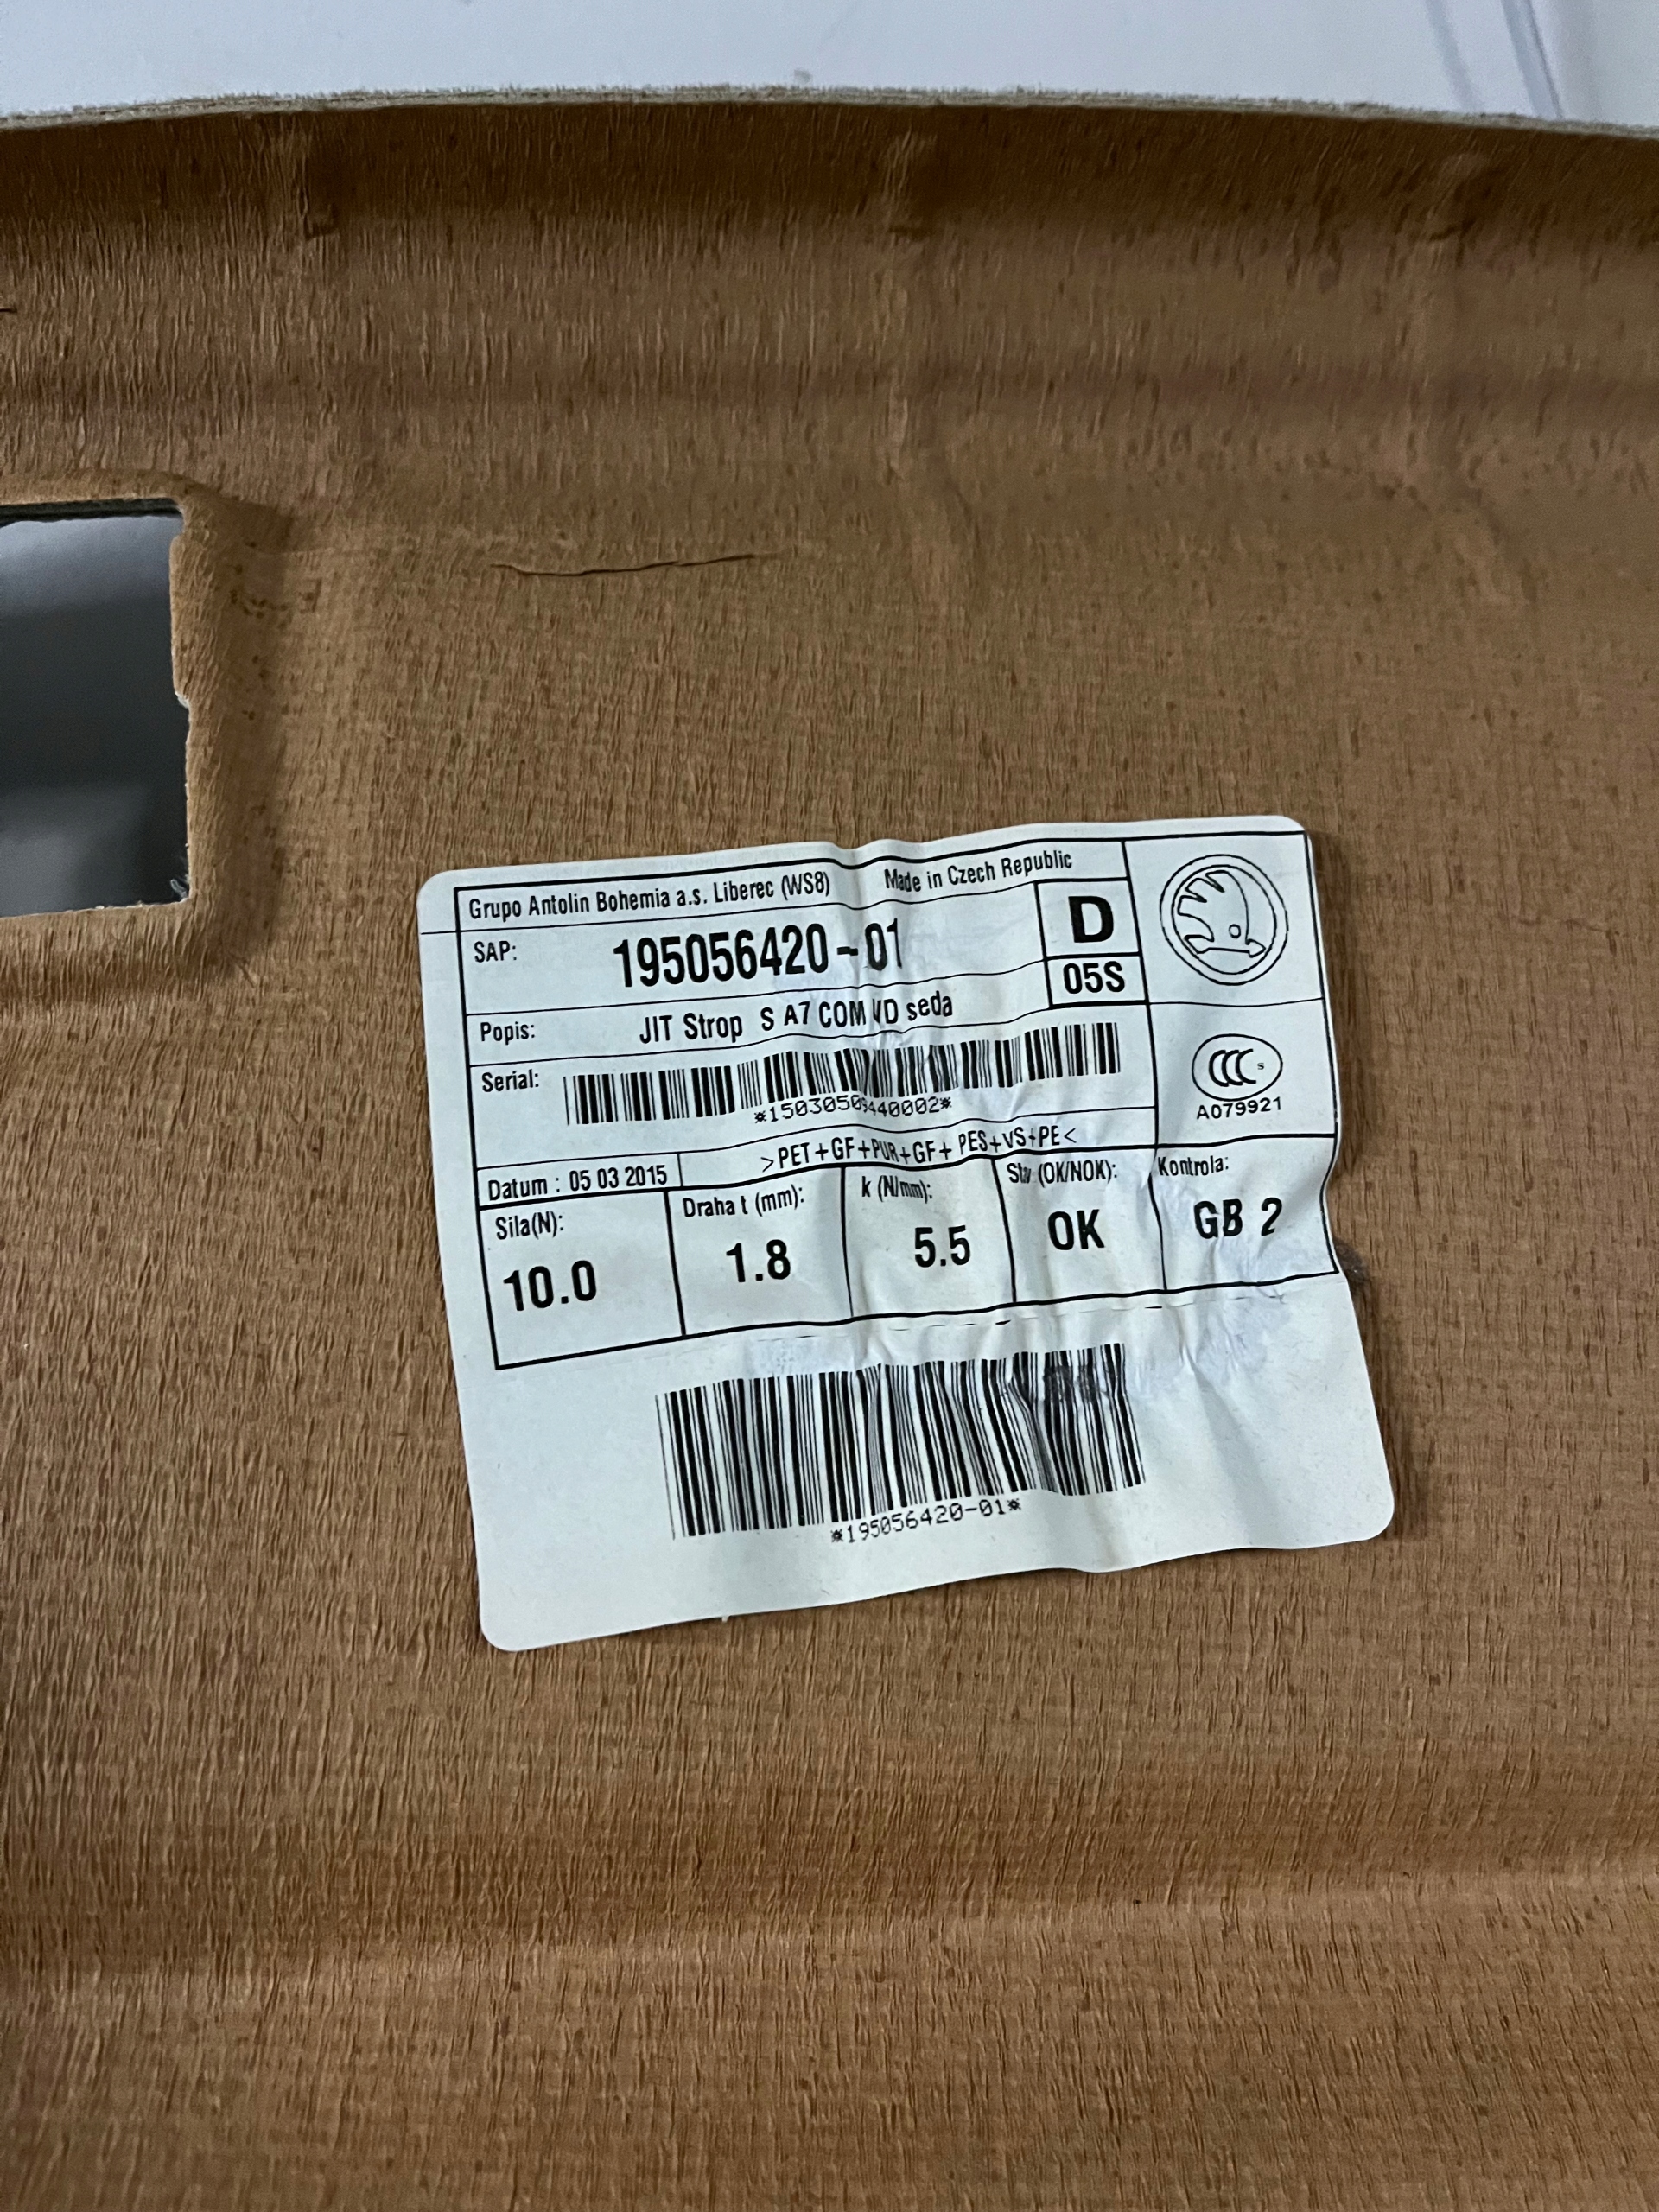 Grupo Antolin Bohemia a.s. Liberec (WS8) Made in Czech Republic
SAP: 195056420-01
D
05S
Popis: JIT Strop S A7 COM VD seda
Serial:
*15030509440002*
CCC S
A079921
>PET+GF+PUR+GF+ PES+VS+PE<
Datum : 05 03 2015
Sila(N): 10.0
Draha t (mm): 1.8
k (N/mm): 5.5
Stav (OK/NOK): OK
Kontrola: GB 2
*195056420-01*